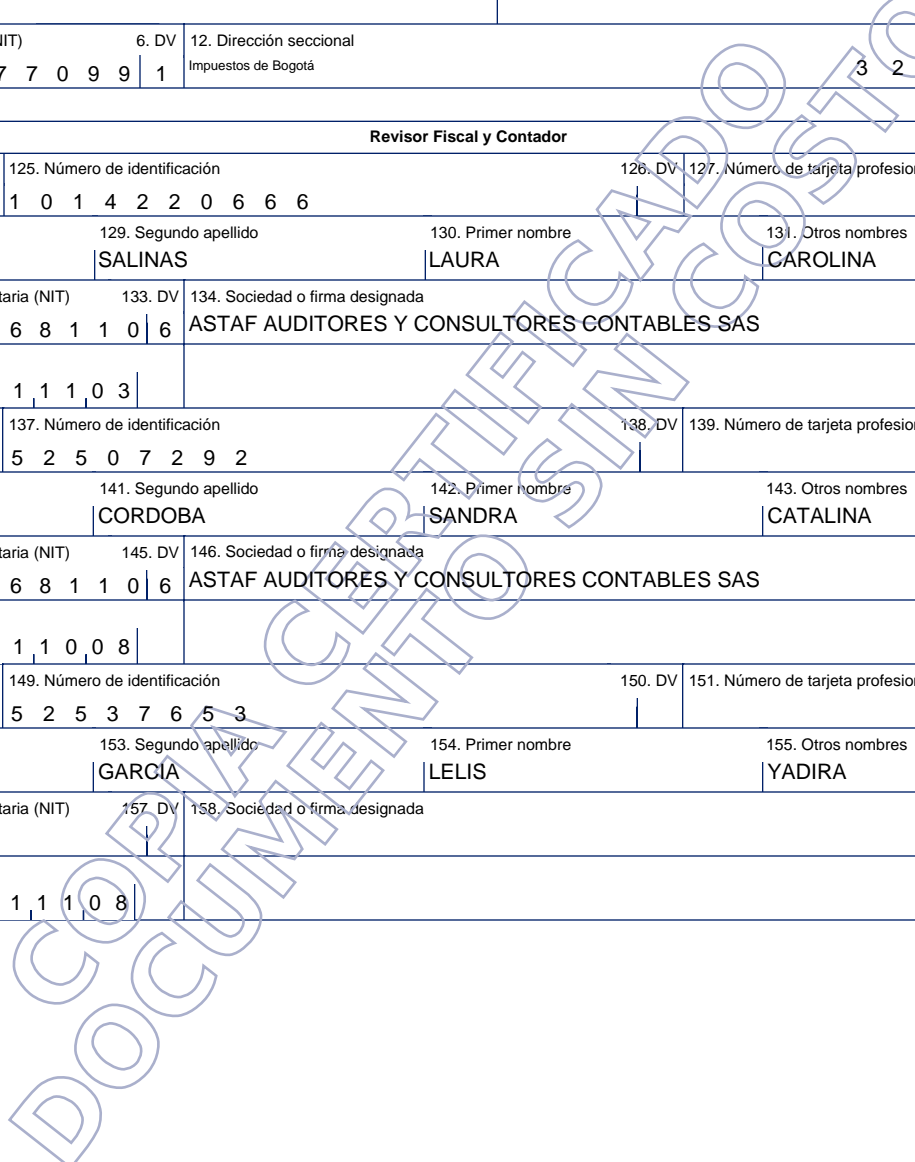 NIT) 6. DV 12. Dirección seccional
7 7 0 9 9 1 Impuestos de Bogotá 3 2
Revisor Fiscal y Contador
125. Número de identificación 126. DV 127. Número de tarjeta profesion
1 0 1 4 2 2 0 6 6 6
129. Segundo apellido 130. Primer nombre 131. Otros nombres
SALINAS LAURA CAROLINA
taria (NIT) 133. DV 134. Sociedad o firma designada
6 8 1 1 0 6 ASTAF AUDITORES Y CONSULTORES CONTABLES SAS
1 1 1 0 3
137. Número de identificación 138. DV 139. Número de tarjeta profesion
5 2 5 0 7 2 9 2
141. Segundo apellido 142. Primer nombre 143. Otros nombres
CORDOBA SANDRA CATALINA
taria (NIT) 145. DV 146. Sociedad o firma designada
6 8 1 1 0 6 ASTAF AUDITORES Y CONSULTORES CONTABLES SAS
1 1 0 0 8
149. Número de identificación 150. DV 151. Número de tarjeta profesion
5 2 5 3 7 6 5 3
153. Segundo apellido 154. Primer nombre 155. Otros nombres
GARCIA LELIS YADIRA
taria (NIT) 157. DV 158. Sociedad o firma designada
1 1 1 0 8
COPIA CERTIFICADO
DOCUMENTO SIN COSTO